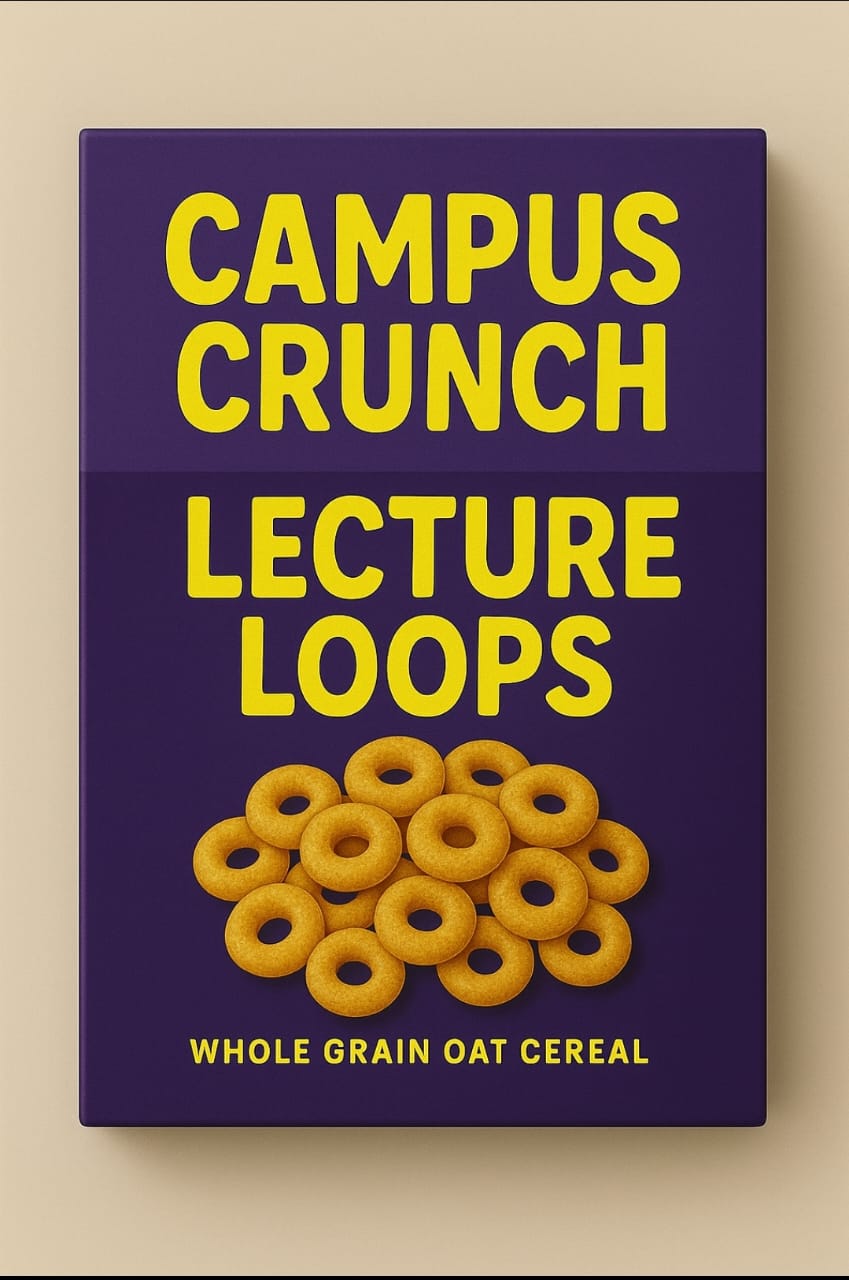 CAMPUS
CRUNCH
LECTURE
LOOPS
WHOLE GRAIN OAT CEREAL